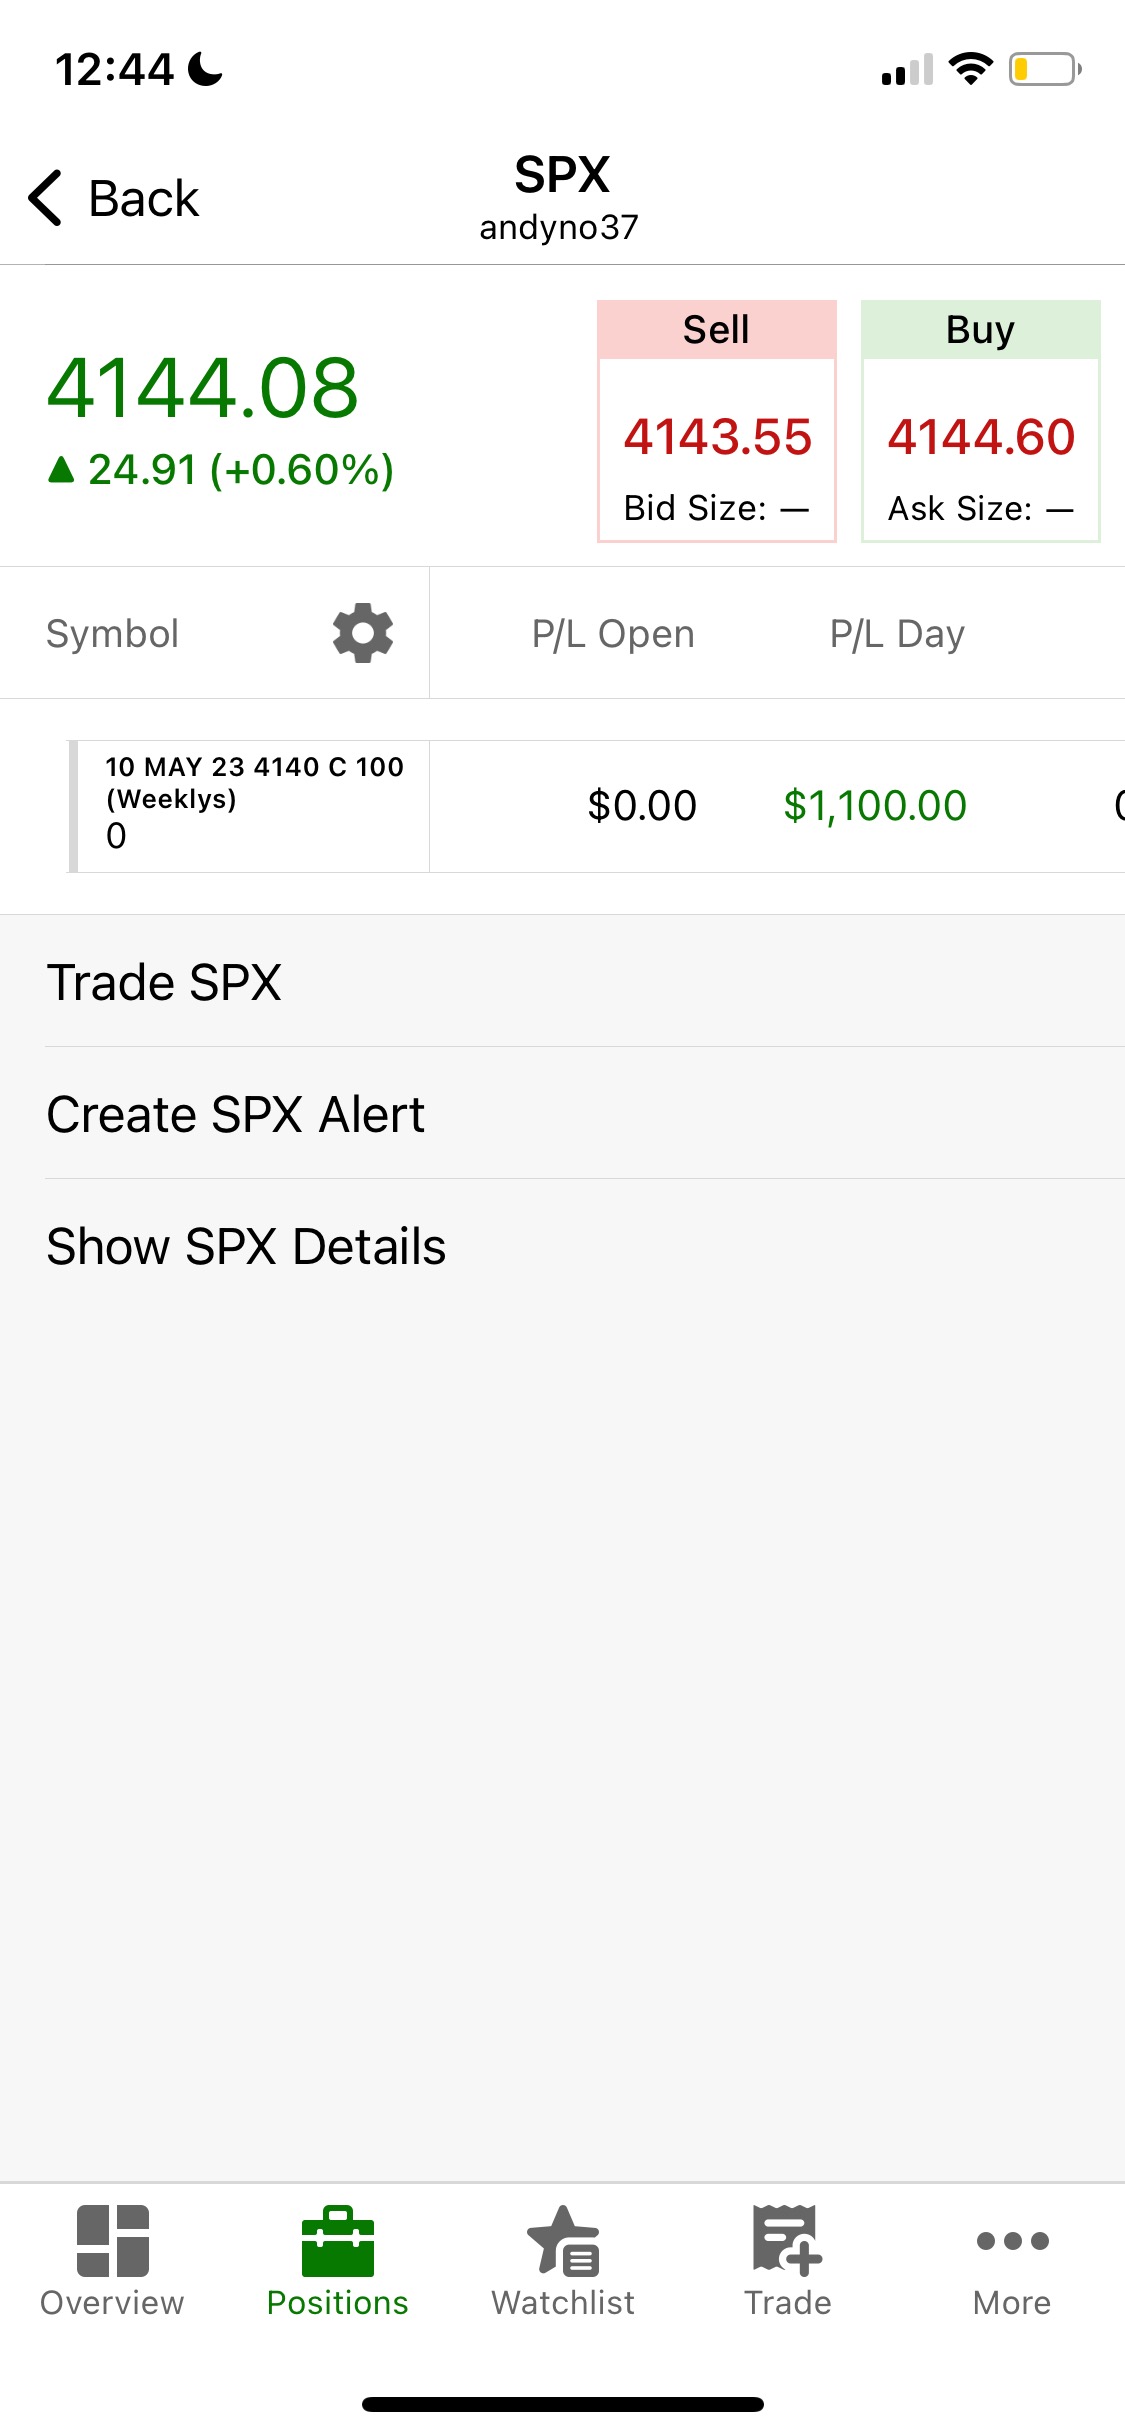 12:44
Back
SPX
andyno37
4144.08
24.91 (+0.60%)
Sell
4143.55
Bid Size: —
Buy
4144.60
Ask Size: —
Symbol P/L Open P/L Day
10 MAY 23 4140 C 100
(Weeklys)
0
$0.00 $1,100.00
Trade SPX
Create SPX Alert
Show SPX Details
Overview Positions Watchlist Trade More